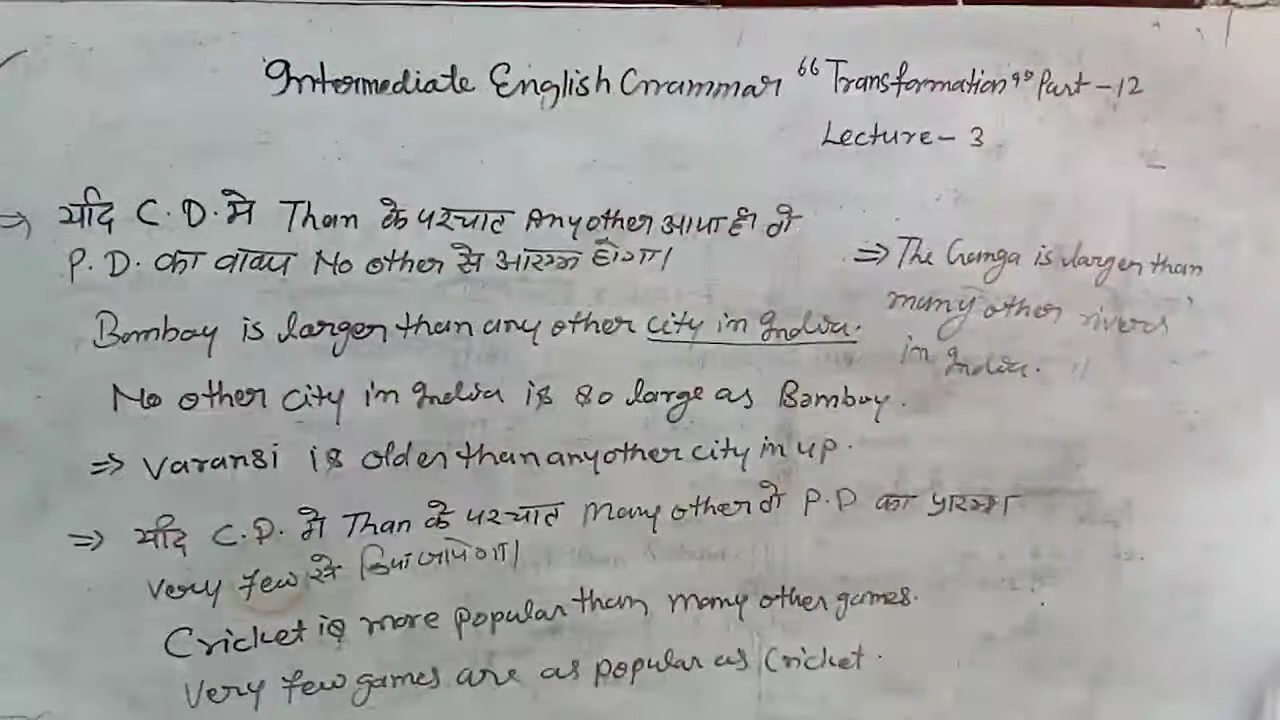 Intermediate English Grammar "Transformation" Part-12
Lecture-3
⇒ यदि C.D. मे Than के पश्चात Any other आया हो तो
P.D. का वाक्य No other से आरम्भ होगा।
Bombay is larger than any other city in India.
No other city in India is so large as Bombay.
⇒ Varansi is older than any other city in up.
⇒ The Ganga is larger than
many other rivers
in India.
⇒ यदि C.D. मे Than के पश्चात Many other तो P.D का प्रारम्भ
Very few से किया जायेगा।
Cricket is more popular than many other games.
Very few games are as popular as Cricket.